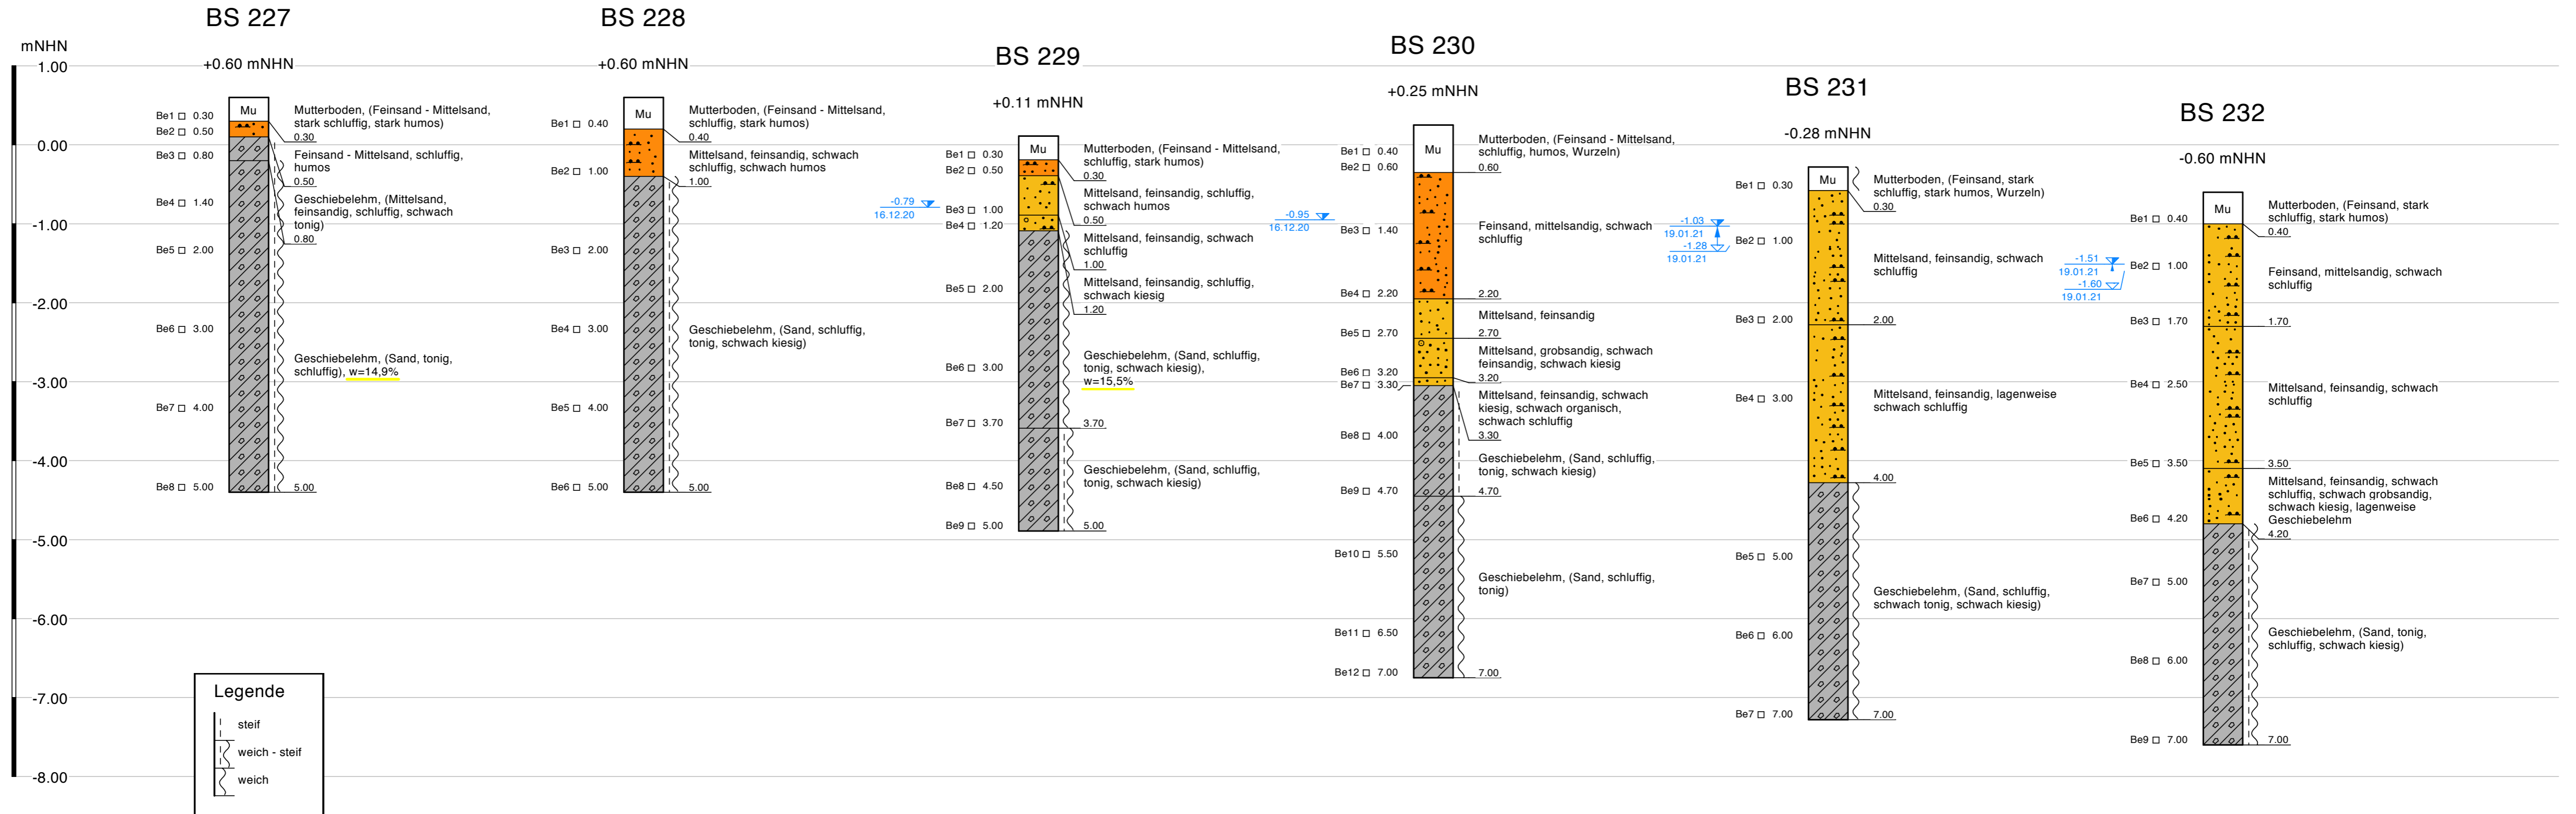 mNHN
1.00
0.00
-1.00
-2.00
-3.00
-4.00
-5.00
-6.00
-7.00
-8.00
BS 227
+0.60 mNHN
Be1 0.30
Be2 0.50
Be3 0.80
Be4 1.40
Be5 2.00
Be6 3.00
Be7 4.00
Be8 5.00
Mu
Mutterboden, (Feinsand - Mittelsand,
stark schluffig, stark humos)
0.30
Feinsand - Mittelsand, schluffig,
humos
0.50
Geschiebelehm, (Mittelsand,
feinsandig, schluffig, schwach
tonig)
0.80
Geschiebelehm, (Sand, tonig,
schluffig), w=14,9%
5.00
BS 228
+0.60 mNHN
Be1 0.40
Be2 1.00
Be3 2.00
Be4 3.00
Be5 4.00
Be6 5.00
Mu
Mutterboden, (Feinsand - Mittelsand,
schluffig, stark humos)
0.40
Mittelsand, feinsandig, schwach
schluffig, schwach humos
1.00
Geschiebelehm, (Sand, schluffig,
tonig, schwach kiesig)
5.00
BS 229
+0.11 mNHN
-0.79
16.12.20
Be1 0.30
Be2 0.50
Be3 1.00
Be4 1.20
Be5 2.00
Be6 3.00
Be7 3.70
Be8 4.50
Be9 5.00
Mu
Mutterboden, (Feinsand - Mittelsand,
schluffig, stark humos)
0.30
Mittelsand, feinsandig, schluffig,
schwach humos
0.50
Mittelsand, feinsandig, schwach
schluffig
1.00
Mittelsand, feinsandig, schluffig,
schwach kiesig
1.20
Geschiebelehm, (Sand, schluffig,
tonig, schwach kiesig),
w=15,5%
3.70
Geschiebelehm, (Sand, schluffig,
tonig, schwach kiesig)
5.00
BS 230
+0.25 mNHN
-0.95
16.12.20
Be1 0.40
Be2 0.60
Be3 1.40
Be4 2.20
Be5 2.70
Be6 3.20
Be7 3.30
Be8 4.00
Be9 4.70
Be10 5.50
Be11 6.50
Be12 7.00
Mu
Mutterboden, (Feinsand - Mittelsand,
schluffig, humos, Wurzeln)
0.60
Feinsand, mittelsandig, schwach
schluffig
2.20
Mittelsand, feinsandig
2.70
Mittelsand, grobsandig, schwach
feinsandig, schwach kiesig
3.20
Mittelsand, feinsandig, schwach
kiesig, schwach organisch,
schwach schluffig
3.30
Geschiebelehm, (Sand, schluffig,
tonig, schwach kiesig)
4.70
Geschiebelehm, (Sand, schluffig,
tonig)
7.00
BS 231
-0.28 mNHN
-1.03
19.01.21
-1.28
19.01.21
Be1 0.30
Be2 1.00
Be3 2.00
Be4 3.00
Be5 5.00
Be6 6.00
Be7 7.00
Mu
Mutterboden, (Feinsand, stark
schluffig, stark humos, Wurzeln)
0.30
Mittelsand, feinsandig, schwach
schluffig
2.00
Mittelsand, feinsandig, lagenweise
schwach schluffig
4.00
Geschiebelehm, (Sand, schluffig,
schwach tonig, schwach kiesig)
7.00
BS 232
-0.60 mNHN
-1.51
19.01.21
-1.60
19.01.21
Be1 0.40
Be2 1.00
Be3 1.70
Be4 2.50
Be5 3.50
Be6 4.20
Be7 5.00
Be8 6.00
Be9 7.00
Mu
Mutterboden, (Feinsand, stark
schluffig, stark humos)
0.40
Feinsand, mittelsandig, schwach
schluffig
1.70
Mittelsand, feinsandig, schwach
schluffig
3.50
Mittelsand, feinsandig, schwach
schluffig, schwach grobsandig,
schwach kiesig, lagenweise
Geschiebelehm
4.20
Geschiebelehm, (Sand, tonig,
schluffig, schwach kiesig)
7.00
Legende
steif
weich - steif
weich